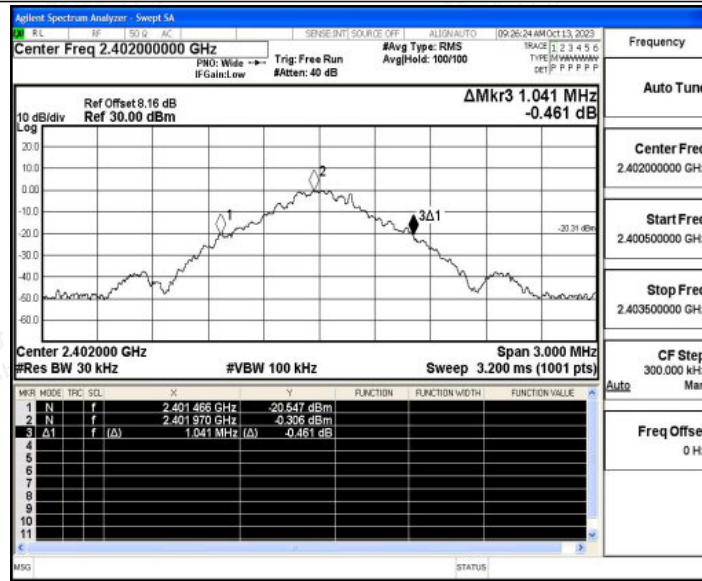 Agilent Spectrum Analyzer - Swept SA
RL RF 50 Ω AC SENSE:INT SOURCE OFF ALIGN AUTO 09:26:24 AM Oct 13, 2023
Center Freq 2.402000000 GHz
PNO: Wide
IFGain:Low
Trig: Free Run
#Atten: 40 dB
#Avg Type: RMS
Avg|Hold: 100/100
TRACE 1 2 3 4 5 6
TYPE M
DET P P P P P P
Ref Offset 8.16 dB
Ref 30.00 dBm
ΔMkr3 1.041 MHz
-0.461 dB
10 dB/div
Log
20.0
10.0
0.00
-10.0
-20.0
-30.0
-40.0
-50.0
-60.0
1
2
3Δ1
-20.31 dBm
Center 2.402000 GHz
Span 3.000 MHz
#Res BW 30 kHz
#VBW 100 kHz
Sweep 3.200 ms (1001 pts)
MKR MODE TRC SCL X Y FUNCTION FUNCTION WIDTH FUNCTION VALUE
1 N f 2.401 466 GHz -20.547 dBm
2 N f 2.401 970 GHz -0.306 dBm
3 Δ1 f (Δ) 1.041 MHz (Δ) -0.461 dB
4
5
6
7
8
9
10
11
MSG
STATUS
Frequency
Auto Tune
Center Freq
2.402000000 GHz
Start Freq
2.400500000 GHz
Stop Freq
2.403500000 GHz
CF Step
300.000 kHz
Auto Man
Freq Offset
0 Hz